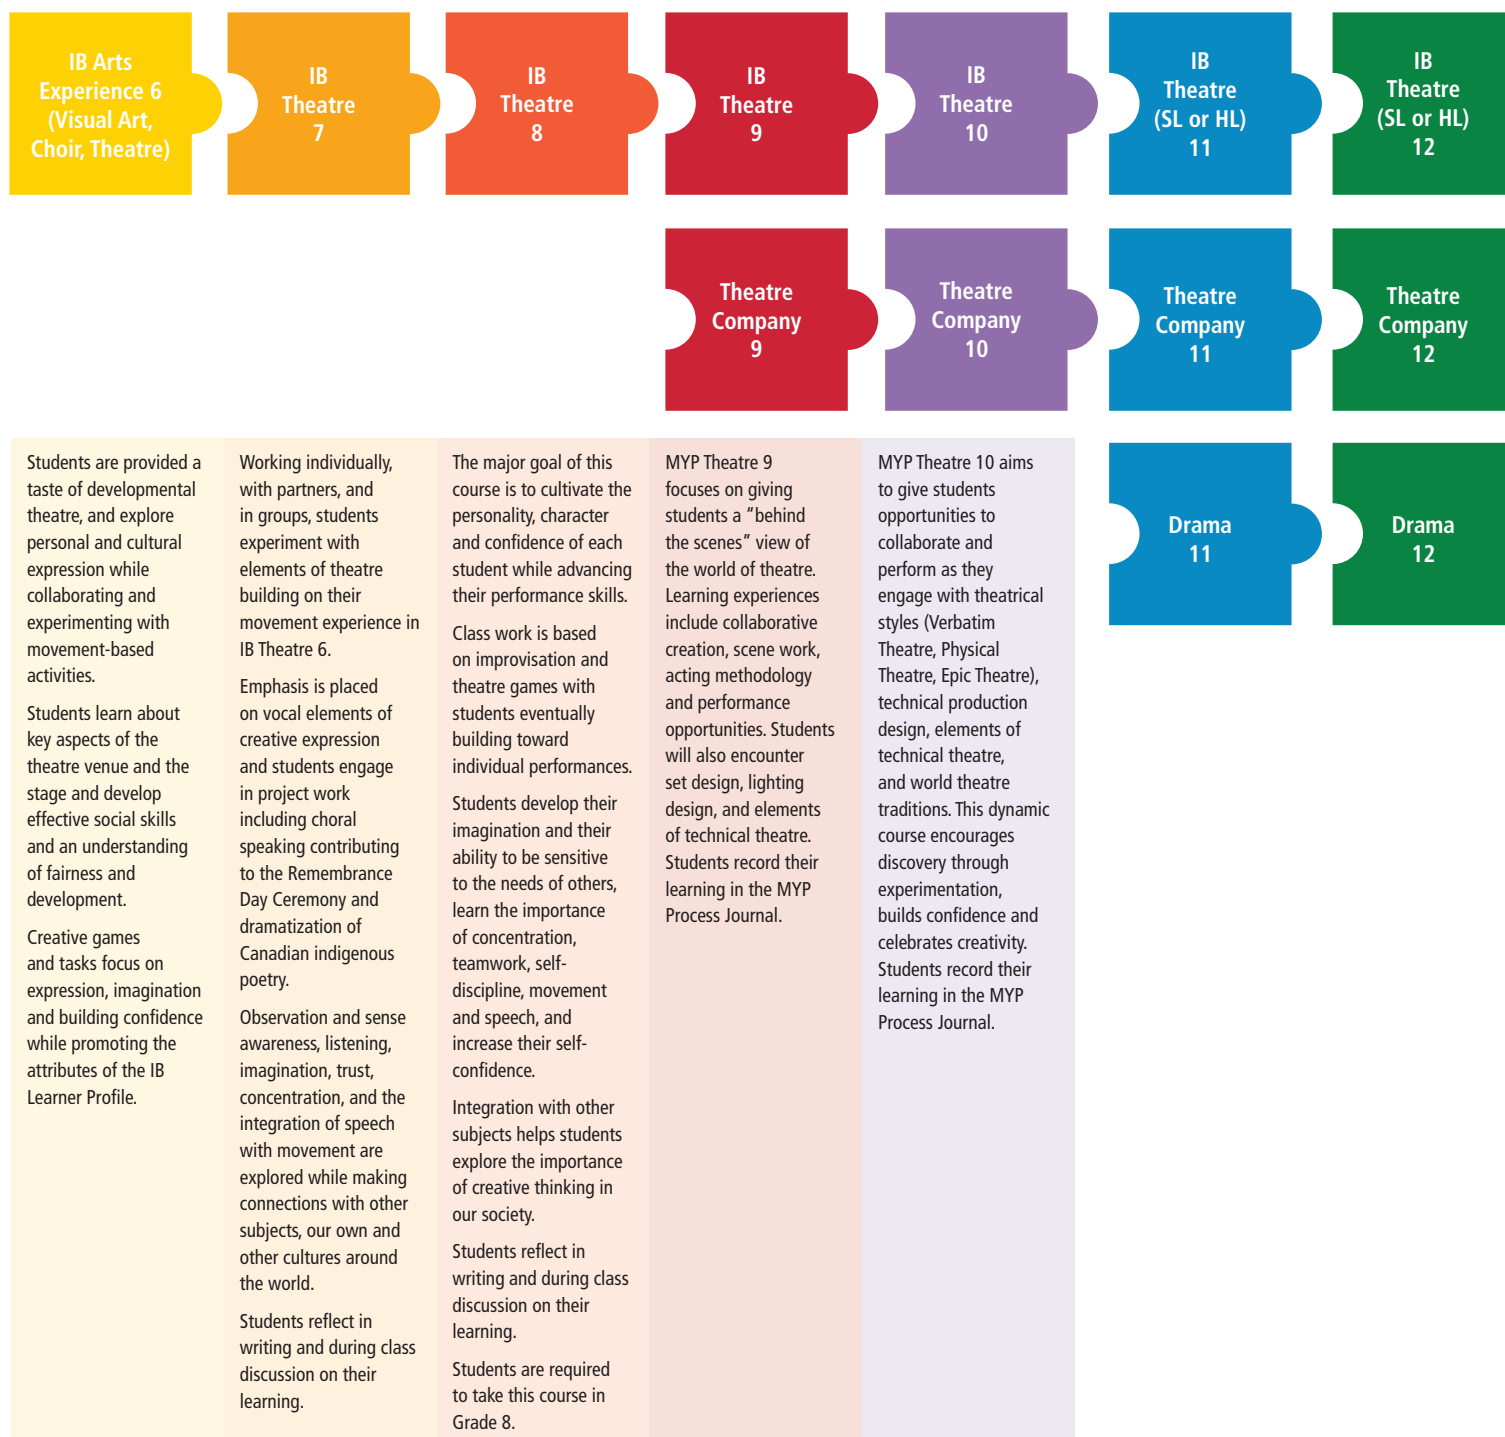 IB Arts
Experience 6
(Visual Art,
Choir, Theatre)
IB
Theatre
7
IB
Theatre
8
IB
Theatre
9
IB
Theatre
10
IB
Theatre
(SL or HL)
11
IB
Theatre
(SL or HL)
12
Theatre
Company
9
Theatre
Company
10
Theatre
Company
11
Theatre
Company
12
Drama
11
Drama
12
Students are provided a
taste of developmental
theatre, and explore
personal and cultural
expression while
collaborating and
experimenting with
movement-based
activities.
Students learn about
key aspects of the
theatre venue and the
stage and develop
effective social skills
and an understanding
of fairness and
development.
Creative games
and tasks focus on
expression, imagination
and building confidence
while promoting the
attributes of the IB
Learner Profile.
Working individually,
with partners, and
in groups, students
experiment with
elements of theatre
building on their
movement experience in
IB Theatre 6.
Emphasis is placed
on vocal elements of
creative expression
and students engage
in project work
including choral
speaking contributing
to the Remembrance
Day Ceremony and
dramatization of
Canadian indigenous
poetry.
Observation and sense
awareness, listening,
imagination, trust,
concentration, and the
integration of speech
with movement are
explored while making
connections with other
subjects, our own and
other cultures around
the world.
Students reflect in
writing and during class
discussion on their
learning.
The major goal of this
course is to cultivate the
personality, character
and confidence of each
student while advancing
their performance skills.
Class work is based
on improvisation and
theatre games with
students eventually
building toward
individual performances.
Students develop their
imagination and their
ability to be sensitive
to the needs of others,
learn the importance
of concentration,
teamwork, self-
discipline, movement
and speech, and
increase their self-
confidence.
Integration with other
subjects helps students
explore the importance
of creative thinking in
our society.
Students reflect in
writing and during class
discussion on their
learning.
Students are required
to take this course in
Grade 8.
MYP Theatre 9
focuses on giving
students a “behind
the scenes” view of
the world of theatre.
Learning experiences
include collaborative
creation, scene work,
acting methodology
and performance
opportunities. Students
will also encounter
set design, lighting
design, and elements
of technical theatre.
Students record their
learning in the MYP
Process Journal.
MYP Theatre 10 aims
to give students
opportunities to
collaborate and
perform as they
engage with theatrical
styles (Verbatim
Theatre, Physical
Theatre, Epic Theatre),
technical production
design, elements of
technical theatre,
and world theatre
traditions. This dynamic
course encourages
discovery through
experimentation,
builds confidence and
celebrates creativity.
Students record their
learning in the MYP
Process Journal.